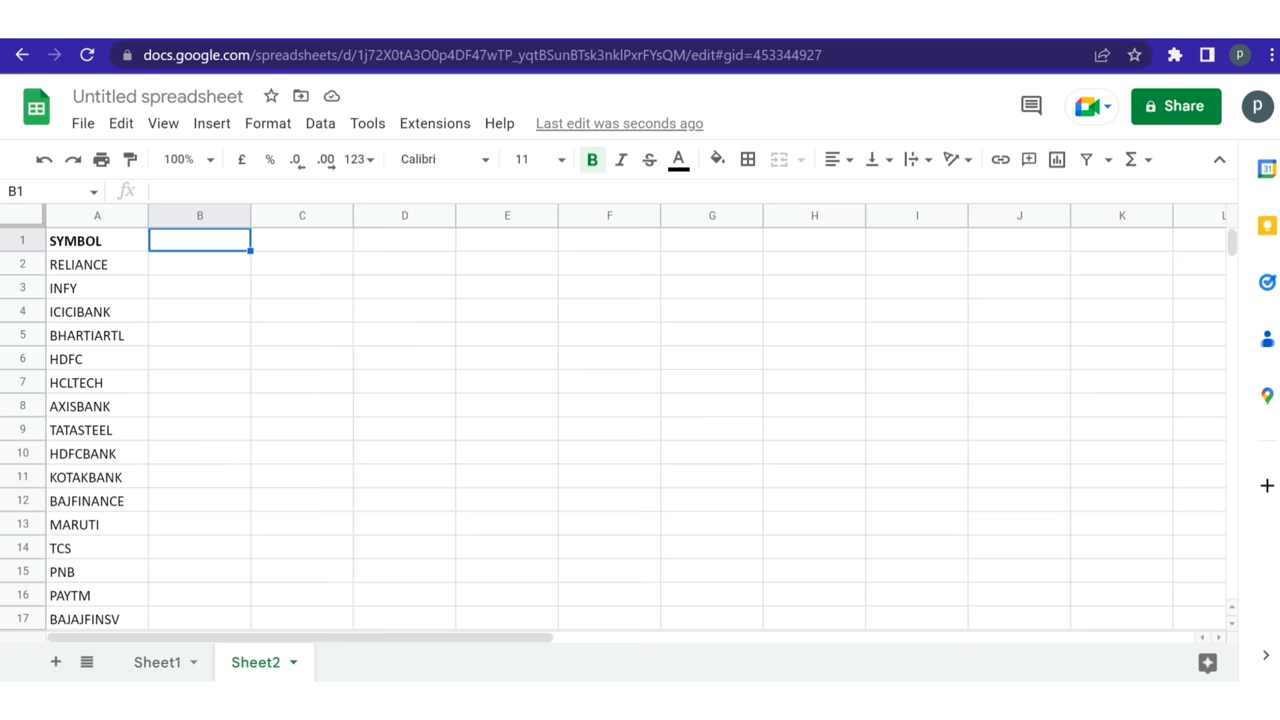 docs.google.com/spreadsheets/d/1j72X0tA3O0p4DF47wTP_yqtBSunBTsk3nklPxrFYsQM/edit#gid=453344927
p
Untitled spreadsheet
Share
p
File Edit View Insert Format Data Tools Extensions Help Last edit was seconds ago
100% £ % .0 .00 123 Calibri 11 B I S A Σ
31
B1 fx
A B C D E F G H I J K L
1 SYMBOL
2 RELIANCE
3 INFY
4 ICICIBANK
5 BHARTIARTL
6 HDFC
7 HCLTECH
8 AXISBANK
9 TATASTEEL
10 HDFCBANK
11 KOTAKBANK
12 BAJFINANCE
13 MARUTI
14 TCS
15 PNB
16 PAYTM
17 BAJAJFINSV
Sheet1 Sheet2